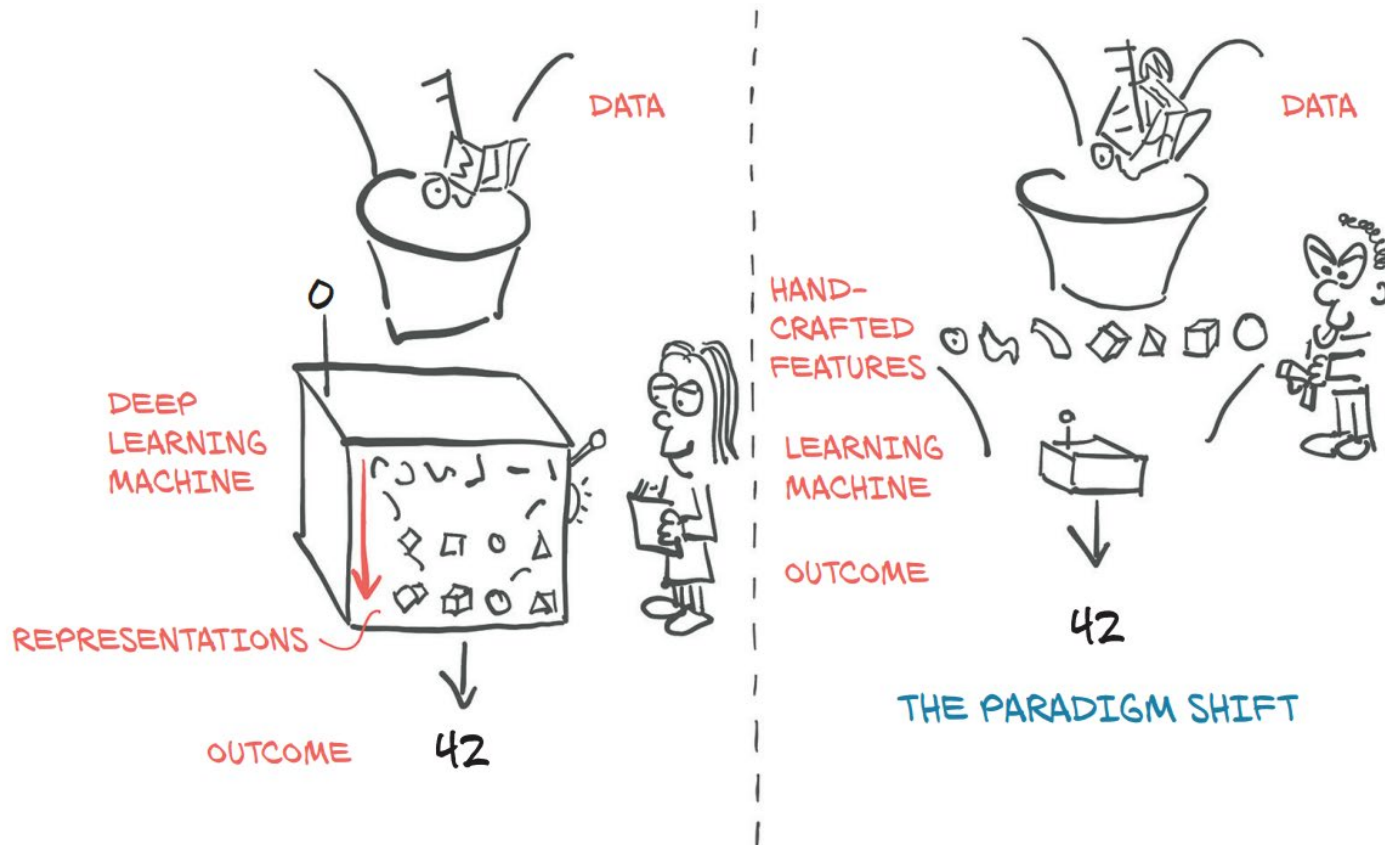 DATA
DEEP
LEARNING
MACHINE
REPRESENTATIONS
OUTCOME
42
DATA
HAND-
CRAFTED
FEATURES
LEARNING
MACHINE
OUTCOME
42
THE PARADIGM SHIFT